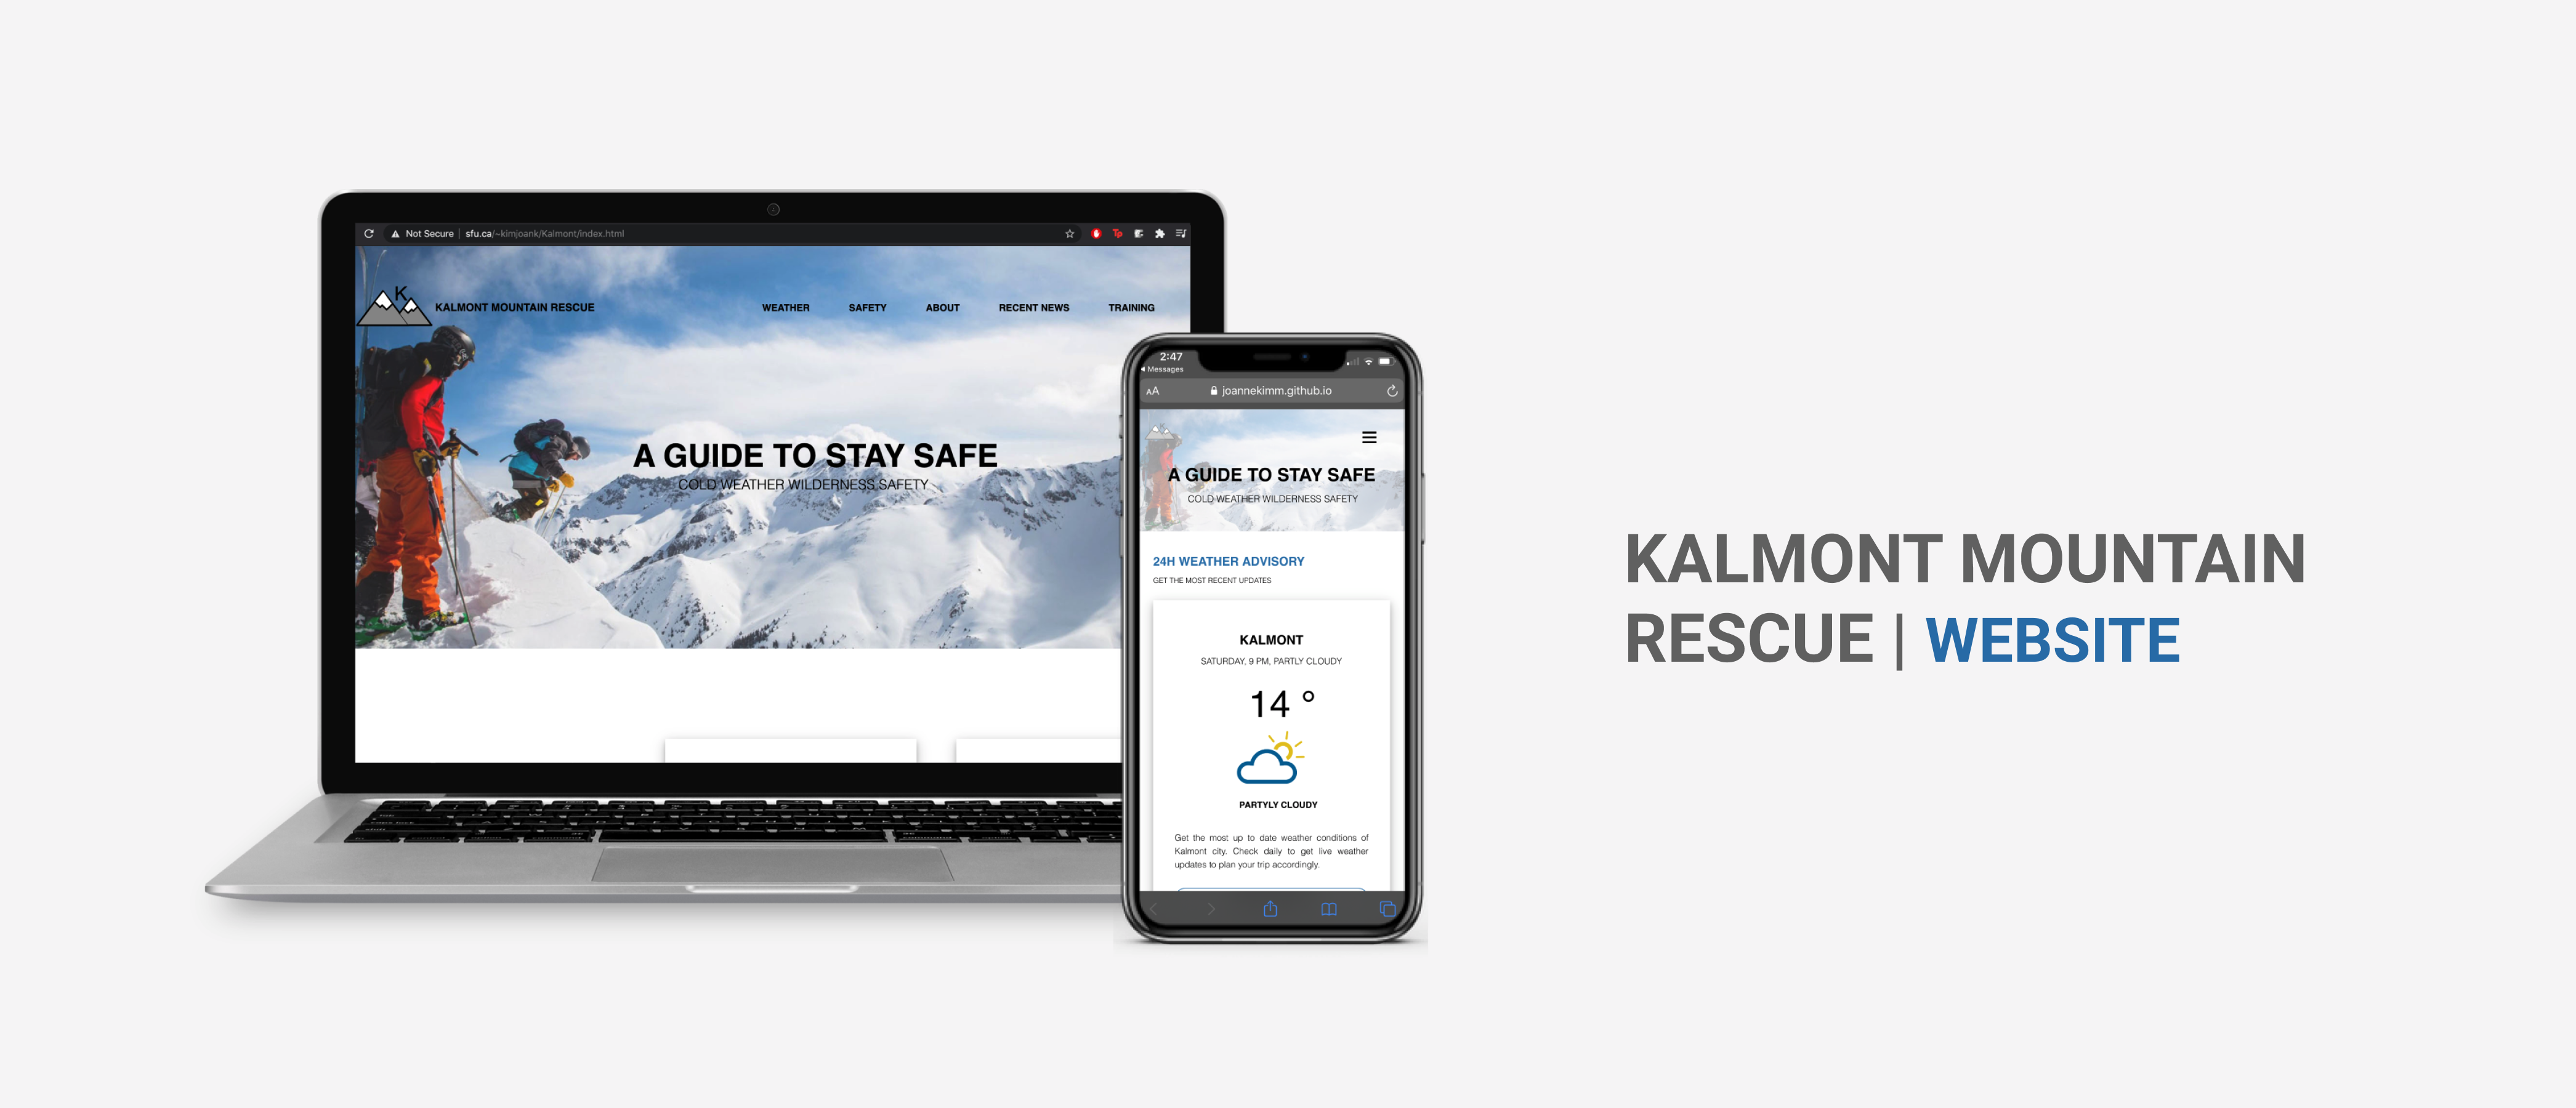 Not Secure | sfu.ca/~kimjoank/Kalmont/index.html
K
KALMONT MOUNTAIN RESCUE
WEATHER SAFETY ABOUT RECENT NEWS TRAINING
A GUIDE TO STAY SAFE
COLD WEATHER WILDERNESS SAFETY
2:47
Messages
AA joannekimm.github.io
A GUIDE TO STAY SAFE
COLD WEATHER WILDERNESS SAFETY
24H WEATHER ADVISORY
GET THE MOST RECENT UPDATES
KALMONT
SATURDAY, 9 PM, PARTLY CLOUDY
14 °
PARTYLY CLOUDY
Get the most up to date weather conditions of
Kalmont city. Check daily to get live weather
updates to plan your trip accordingly.
KALMONT MOUNTAIN
RESCUE | WEBSITE